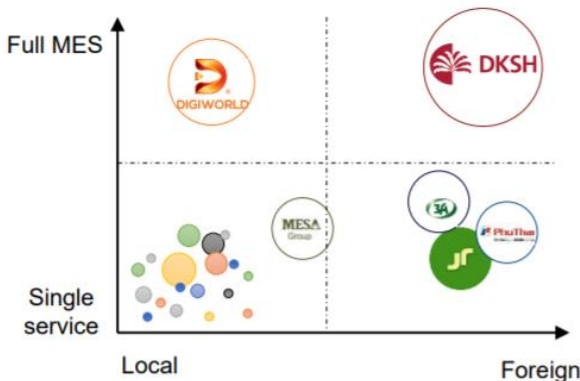 Full MES
DIGIWORLD
DKSH
MESA
Group
3A
PhuThai
Single
service
Local
Foreign